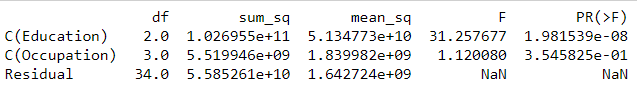 df sum_sq mean_sq F PR(>F)
C(Education) 2.0 1.026955e+11 5.134773e+10 31.257677 1.981539e-08
C(Occupation) 3.0 5.519946e+09 1.839982e+09 1.120080 3.545825e-01
Residual 34.0 5.585261e+10 1.642724e+09 NaN NaN